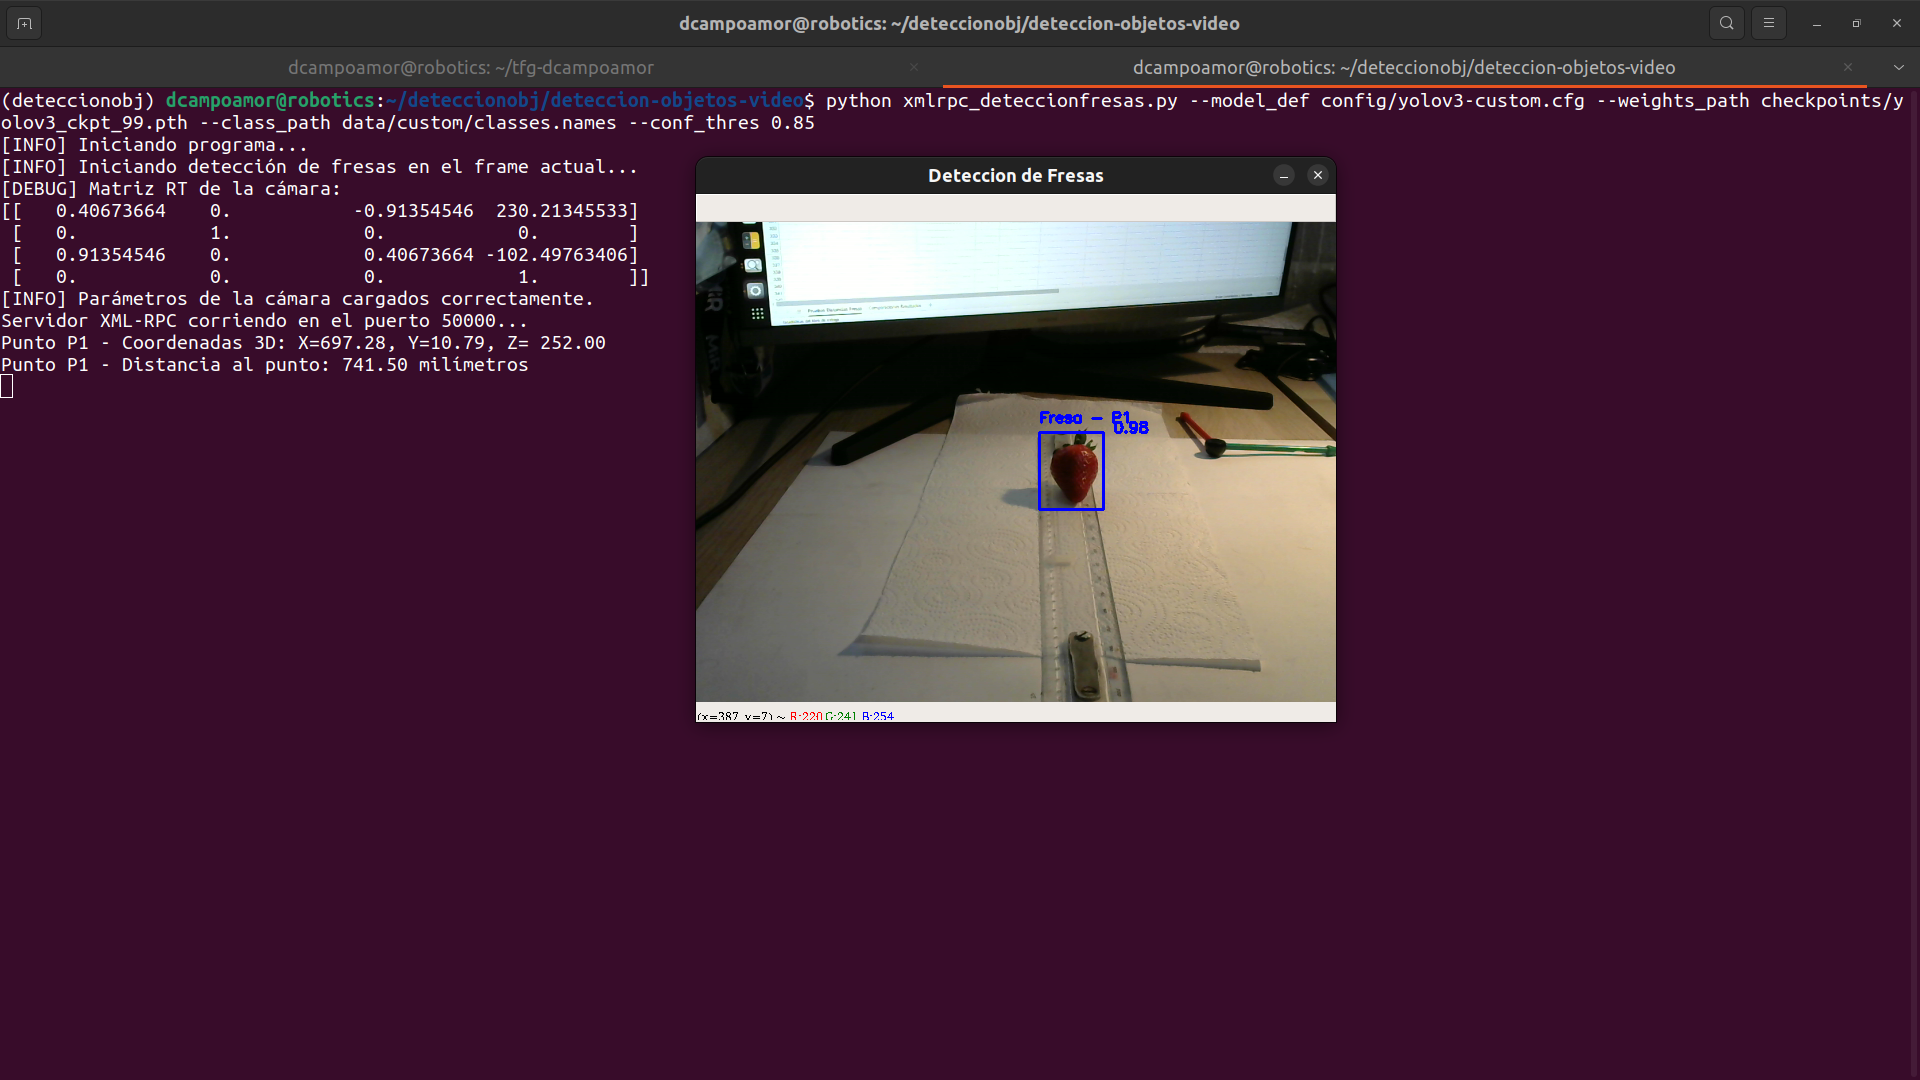 dcampoamor@robotics: ~/deteccionobj/deteccion-objetos-video
dcampoamor@robotics: ~/tfg-dcampoamor
dcampoamor@robotics: ~/deteccionobj/deteccion-objetos-video
(deteccionobj) dcampoamor@robotics:~/deteccionobj/deteccion-objetos-video$ python xmlrpc_deteccionfresas.py --model_def config/yolov3-custom.cfg --weights_path checkpoints/y
olov3_ckpt_99.pth --class_path data/custom/classes.names --conf_thres 0.85
[INFO] Iniciando programa...
[INFO] Iniciando detección de fresas en el frame actual...
[DEBUG] Matriz RT de la cámara:
[[   0.40673664    0.           -0.91354546  230.21345533]
 [   0.            1.            0.            0.        ]
 [   0.91354546    0.            0.40673664 -102.49763406]
 [   0.            0.            0.            1.        ]]
[INFO] Parámetros de la cámara cargados correctamente.
Servidor XML-RPC corriendo en el puerto 50000...
Punto P1 - Coordenadas 3D: X=697.28, Y=10.79, Z= 252.00
Punto P1 - Distancia al punto: 741.50 milímetros
Deteccion de Fresas
Fresa - P1
0.98
(x=387, y=7) ~ R:220 G:241 B:254